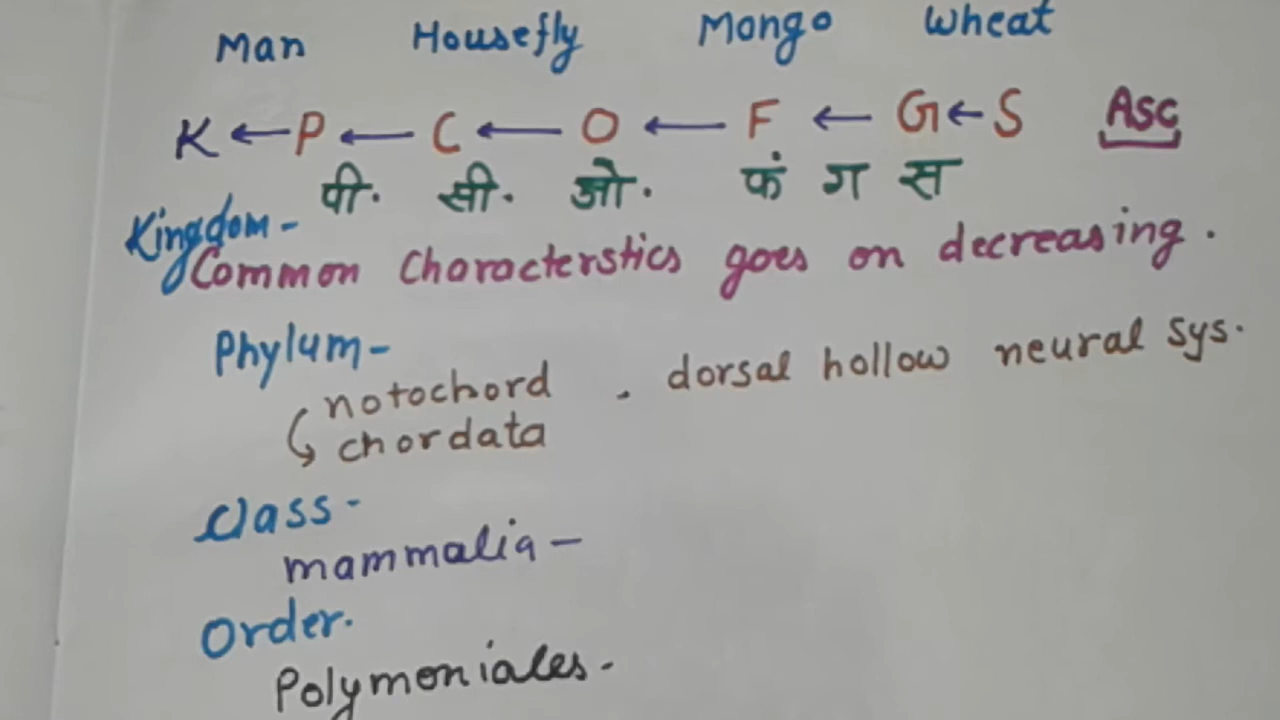 Man Housefly Mongo Wheat
K ← P ← C ← O ← F ← G ← S Asc
पी. सी. ओ. फं ग स
Kingdom-
Common Characterstics goes on decreasing.
Phylum-
notochord . dorsal hollow neural sys.
chordata
Class-
mammalia-
Order.
Polymoniales.